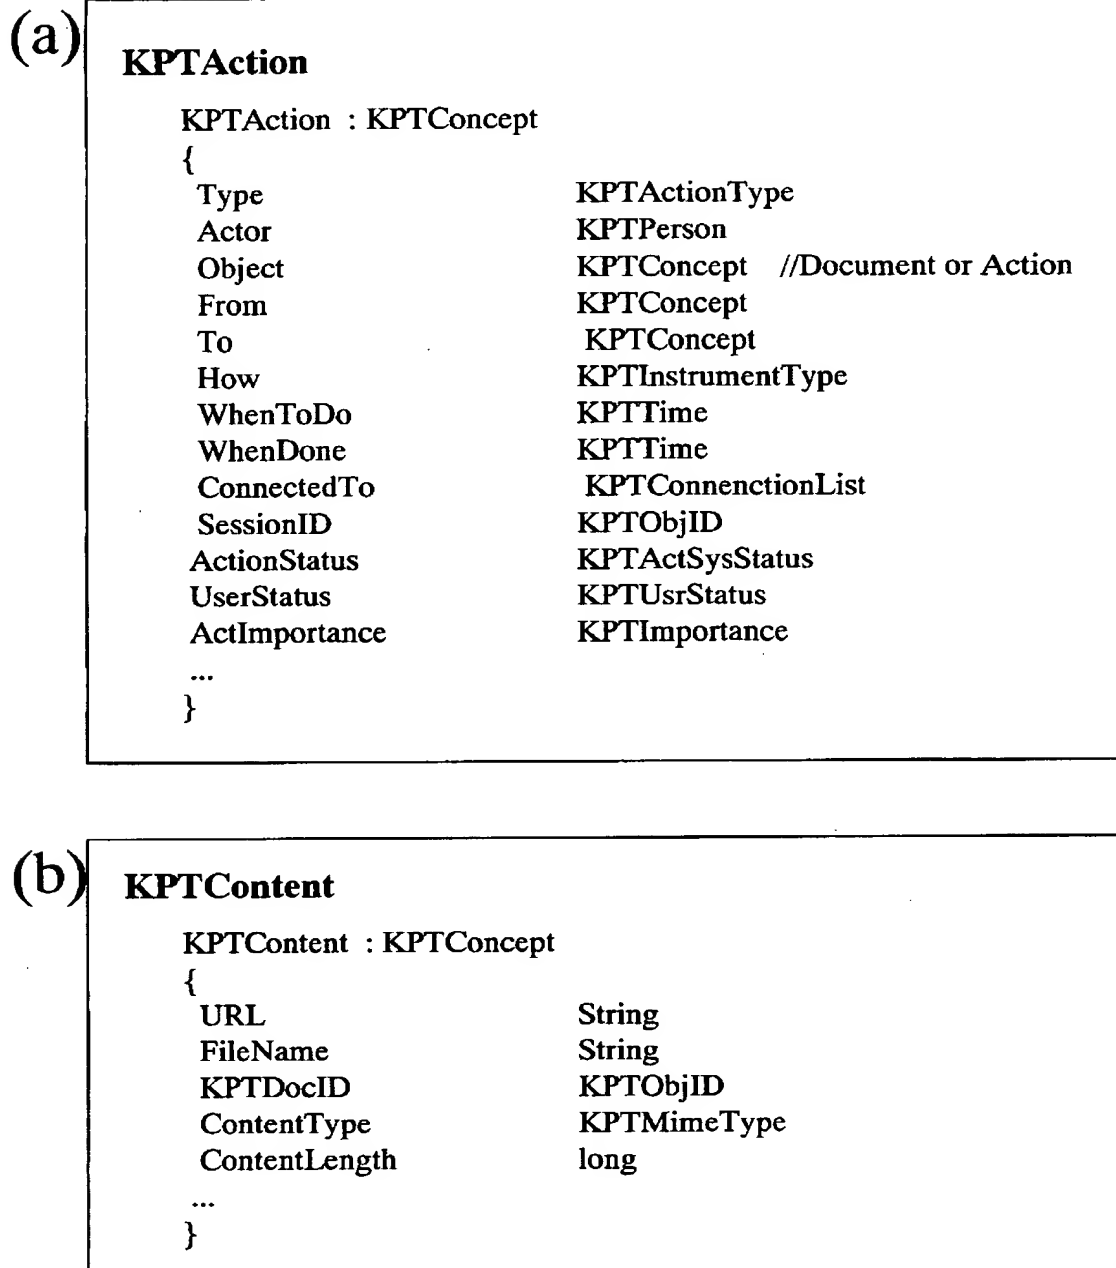 (a)
KPTAction
KPTAction : KPTConcept
{
Type KPTActionType
Actor KPTPerson
Object KPTConcept //Document or Action
From KPTConcept
To KPTConcept
How KPTInstrumentType
WhenToDo KPTTime
WhenDone KPTTime
ConnectedTo KPTConnenctionList
SessionID KPTObjID
ActionStatus KPTActSysStatus
UserStatus KPTUsrStatus
ActImportance KPTImportance
...
}
(b)
KPTContent
KPTContent : KPTConcept
{
URL String
FileName String
KPTDocID KPTObjID
ContentType KPTMimeType
ContentLength long
...
}